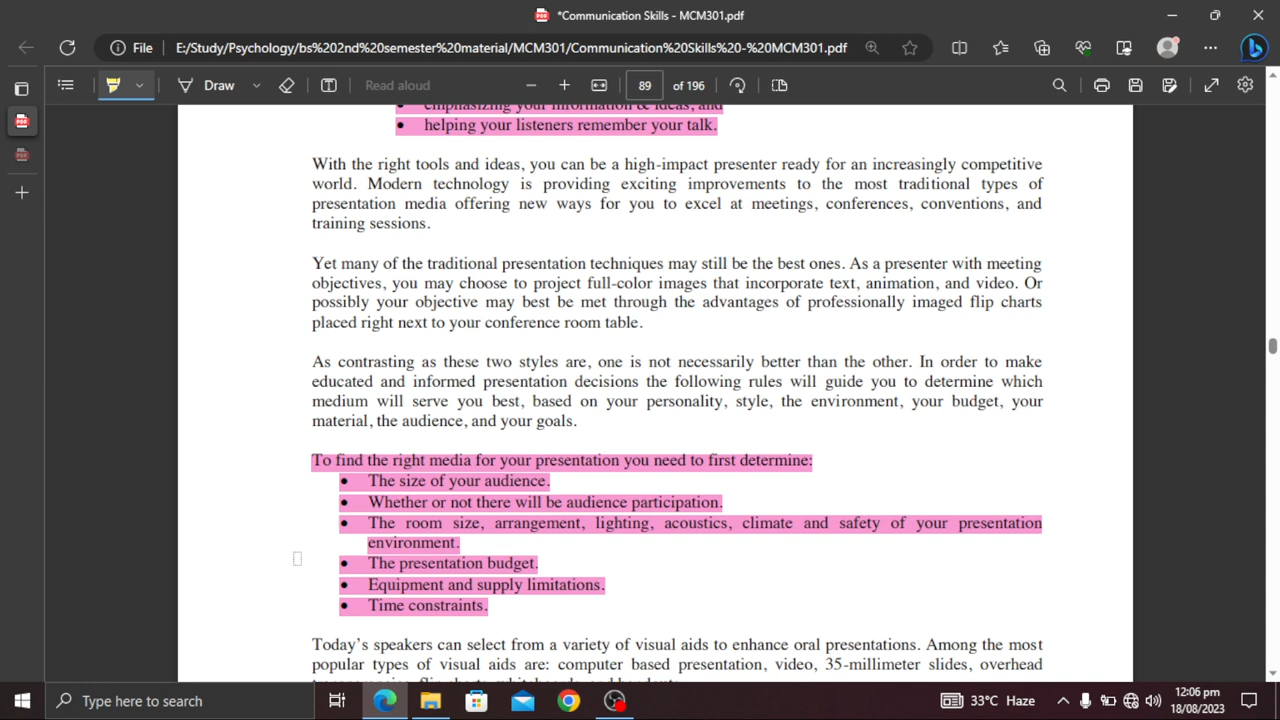 *Communication Skills - MCM301.pdf
File
E:/Study/Psychology/bs%202nd%20semester%20material/MCM301/Communication%20Skills%20-%20MCM301.pdf
Draw
Read aloud
89
of 196
• emphasizing your information & ideas, and
• helping your listeners remember your talk.
With the right tools and ideas, you can be a high-impact presenter ready for an increasingly competitive
world. Modern technology is providing exciting improvements to the most traditional types of
presentation media offering new ways for you to excel at meetings, conferences, conventions, and
training sessions.
Yet many of the traditional presentation techniques may still be the best ones. As a presenter with meeting
objectives, you may choose to project full-color images that incorporate text, animation, and video. Or
possibly your objective may best be met through the advantages of professionally imaged flip charts
placed right next to your conference room table.
As contrasting as these two styles are, one is not necessarily better than the other. In order to make
educated and informed presentation decisions the following rules will guide you to determine which
medium will serve you best, based on your personality, style, the environment, your budget, your
material, the audience, and your goals.
To find the right media for your presentation you need to first determine:
• The size of your audience.
• Whether or not there will be audience participation.
• The room size, arrangement, lighting, acoustics, climate and safety of your presentation
environment.
• The presentation budget.
• Equipment and supply limitations.
• Time constraints.
Today's speakers can select from a variety of visual aids to enhance oral presentations. Among the most
popular types of visual aids are: computer based presentation, video, 35-millimeter slides, overhead
Type here to search
33°C Haze
12:06 pm
18/08/2023